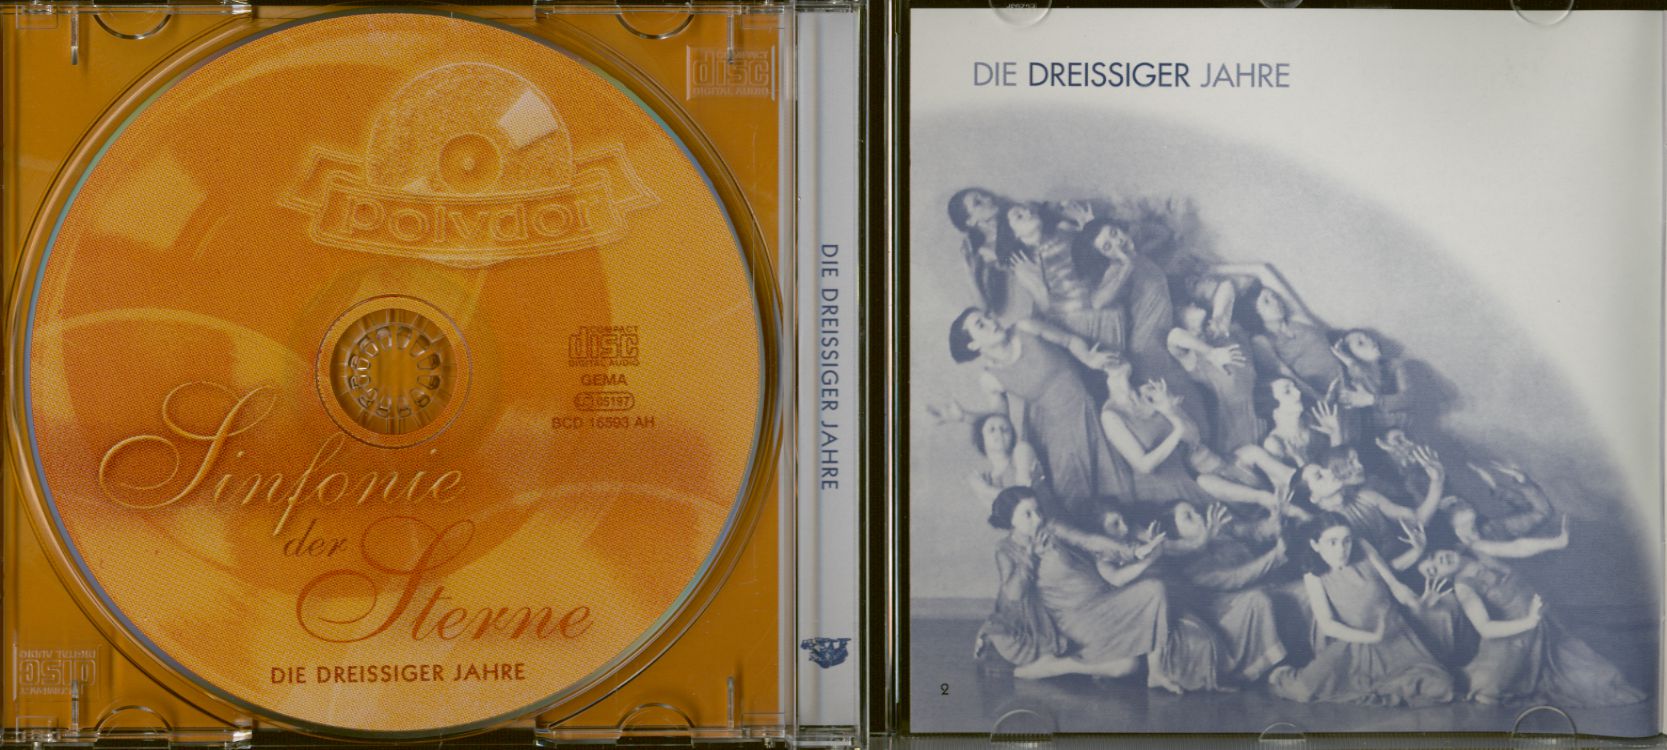 polydor
COMPACT
disc
DIGITAL AUDIO
GEMA
LC 05197
BCD 16593 AH
Sinfonie
der
Sterne
DIE DREISSIGER JAHRE
COMPACT
disc
DIGITAL AUDIO
COMPACT
disc
DIGITAL AUDIO
DIE DREISSIGER JAHRE
DIE DREISSIGER JAHRE
2